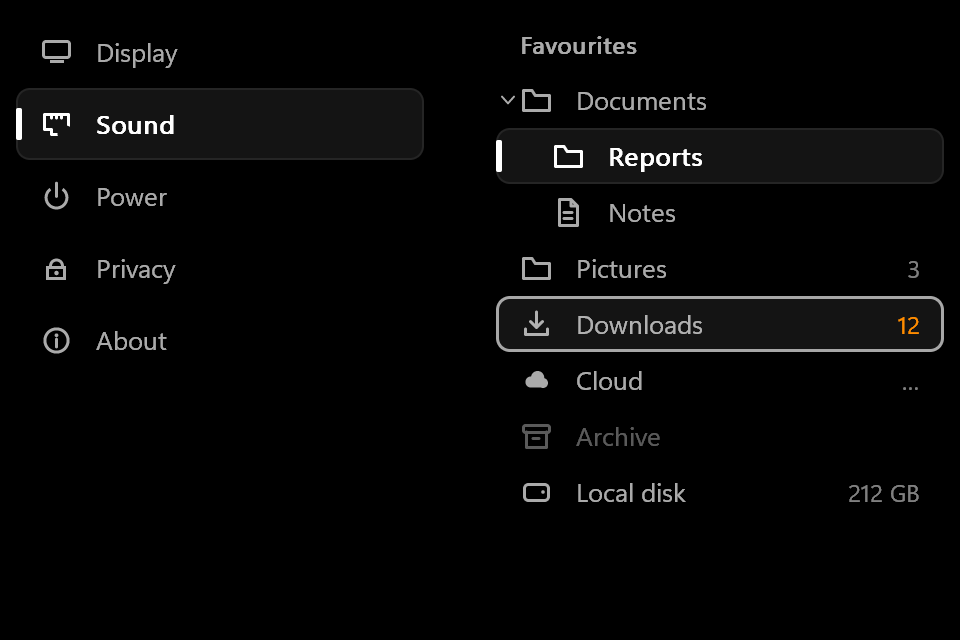 Display
Sound
Power
Privacy
About
Favourites
Documents
Reports
Notes
Pictures 3
Downloads 12
Cloud ...
Archive
Local disk 212 GB